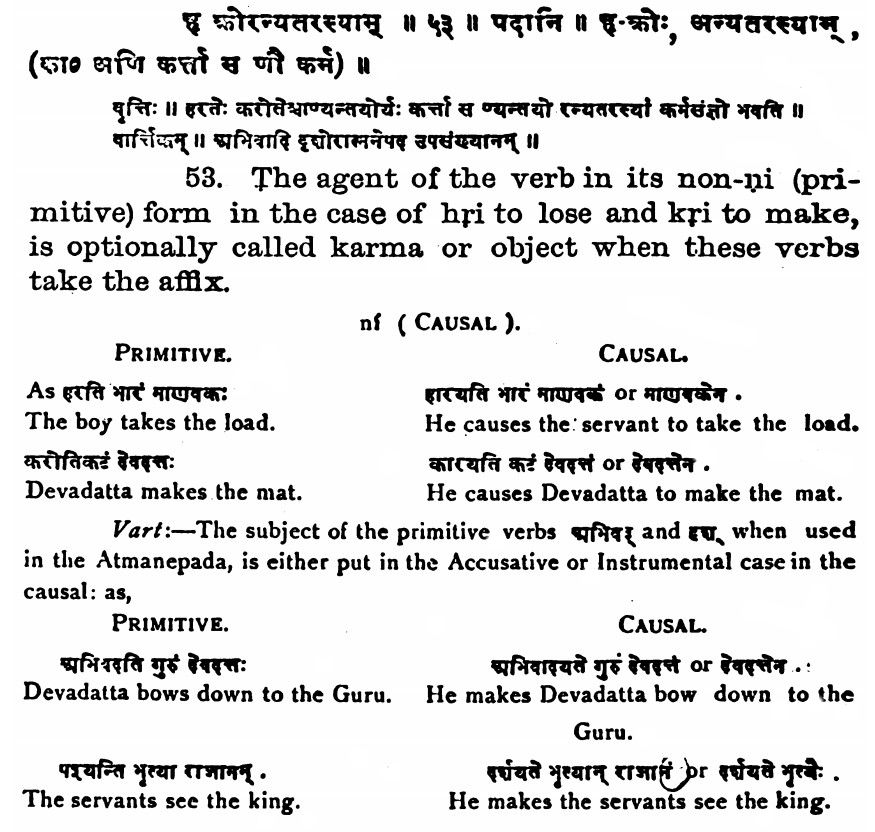 हृ क्रोरन्यतरस्याम् ॥ ५३ ॥ पदानि ॥ हृ-क्रोः, अन्यतरस्याम् ,
(का० अणि कर्त्ता स णौ कर्म) ॥
वृत्तिः ॥ हरतेः करोतेश्चाण्यन्तयोर्यः कर्त्ता स ण्यन्तयो रन्यतरस्यां कर्मसंज्ञो भवति ॥
वार्त्तिकम् ॥ अभिवादि दृशोरात्मनेपद उपसंख्यानम् ॥
53. The agent of the verb in its non-ṇi (pri-
mitive) form in the case of hṛi to lose and kṛi to make,
is optionally called karma or object when these verbs
take the affix.
ni ( CAUSAL ).
PRIMITIVE. CAUSAL.
As हरति भारं माणवकः हारयति भारं माणवकं or माणवकेन .
The boy takes the load. He causes the servant to take the load.
करोतिकटं देवदत्तः कारयति कटं देवदत्तं or देवदत्तेन .
Devadatta makes the mat. He causes Devadatta to make the mat.
Vart:—The subject of the primitive verbs अभिवद् and दृश् when used
in the Atmanepada, is either put in the Accusative or Instrumental case in the
causal: as,
PRIMITIVE. CAUSAL.
अभिवदति गुरुं देवदत्तः अभिवादयते गुरुं देवदत्तं or देवदत्तेन .
Devadatta bows down to the Guru. He makes Devadatta bow down to the
Guru.
पश्यन्ति भृत्या राजानम् . दर्शयते भृत्यान् राजानं or दर्शयते भृत्यैः .
The servants see the king. He makes the servants see the king.